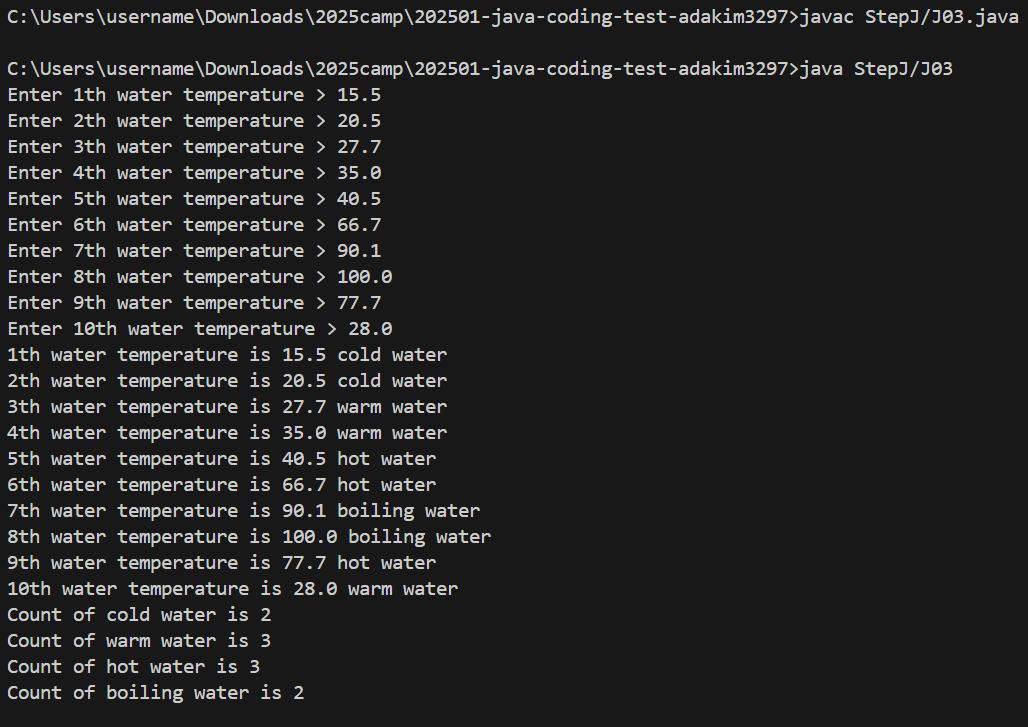 C:\Users\username\Downloads\2025camp\202501-java-coding-test-adakim3297>javac StepJ/J03.java
C:\Users\username\Downloads\2025camp\202501-java-coding-test-adakim3297>java StepJ/J03
Enter 1th water temperature > 15.5
Enter 2th water temperature > 20.5
Enter 3th water temperature > 27.7
Enter 4th water temperature > 35.0
Enter 5th water temperature > 40.5
Enter 6th water temperature > 66.7
Enter 7th water temperature > 90.1
Enter 8th water temperature > 100.0
Enter 9th water temperature > 77.7
Enter 10th water temperature > 28.0
1th water temperature is 15.5 cold water
2th water temperature is 20.5 cold water
3th water temperature is 27.7 warm water
4th water temperature is 35.0 warm water
5th water temperature is 40.5 hot water
6th water temperature is 66.7 hot water
7th water temperature is 90.1 boiling water
8th water temperature is 100.0 boiling water
9th water temperature is 77.7 hot water
10th water temperature is 28.0 warm water
Count of cold water is 2
Count of warm water is 3
Count of hot water is 3
Count of boiling water is 2